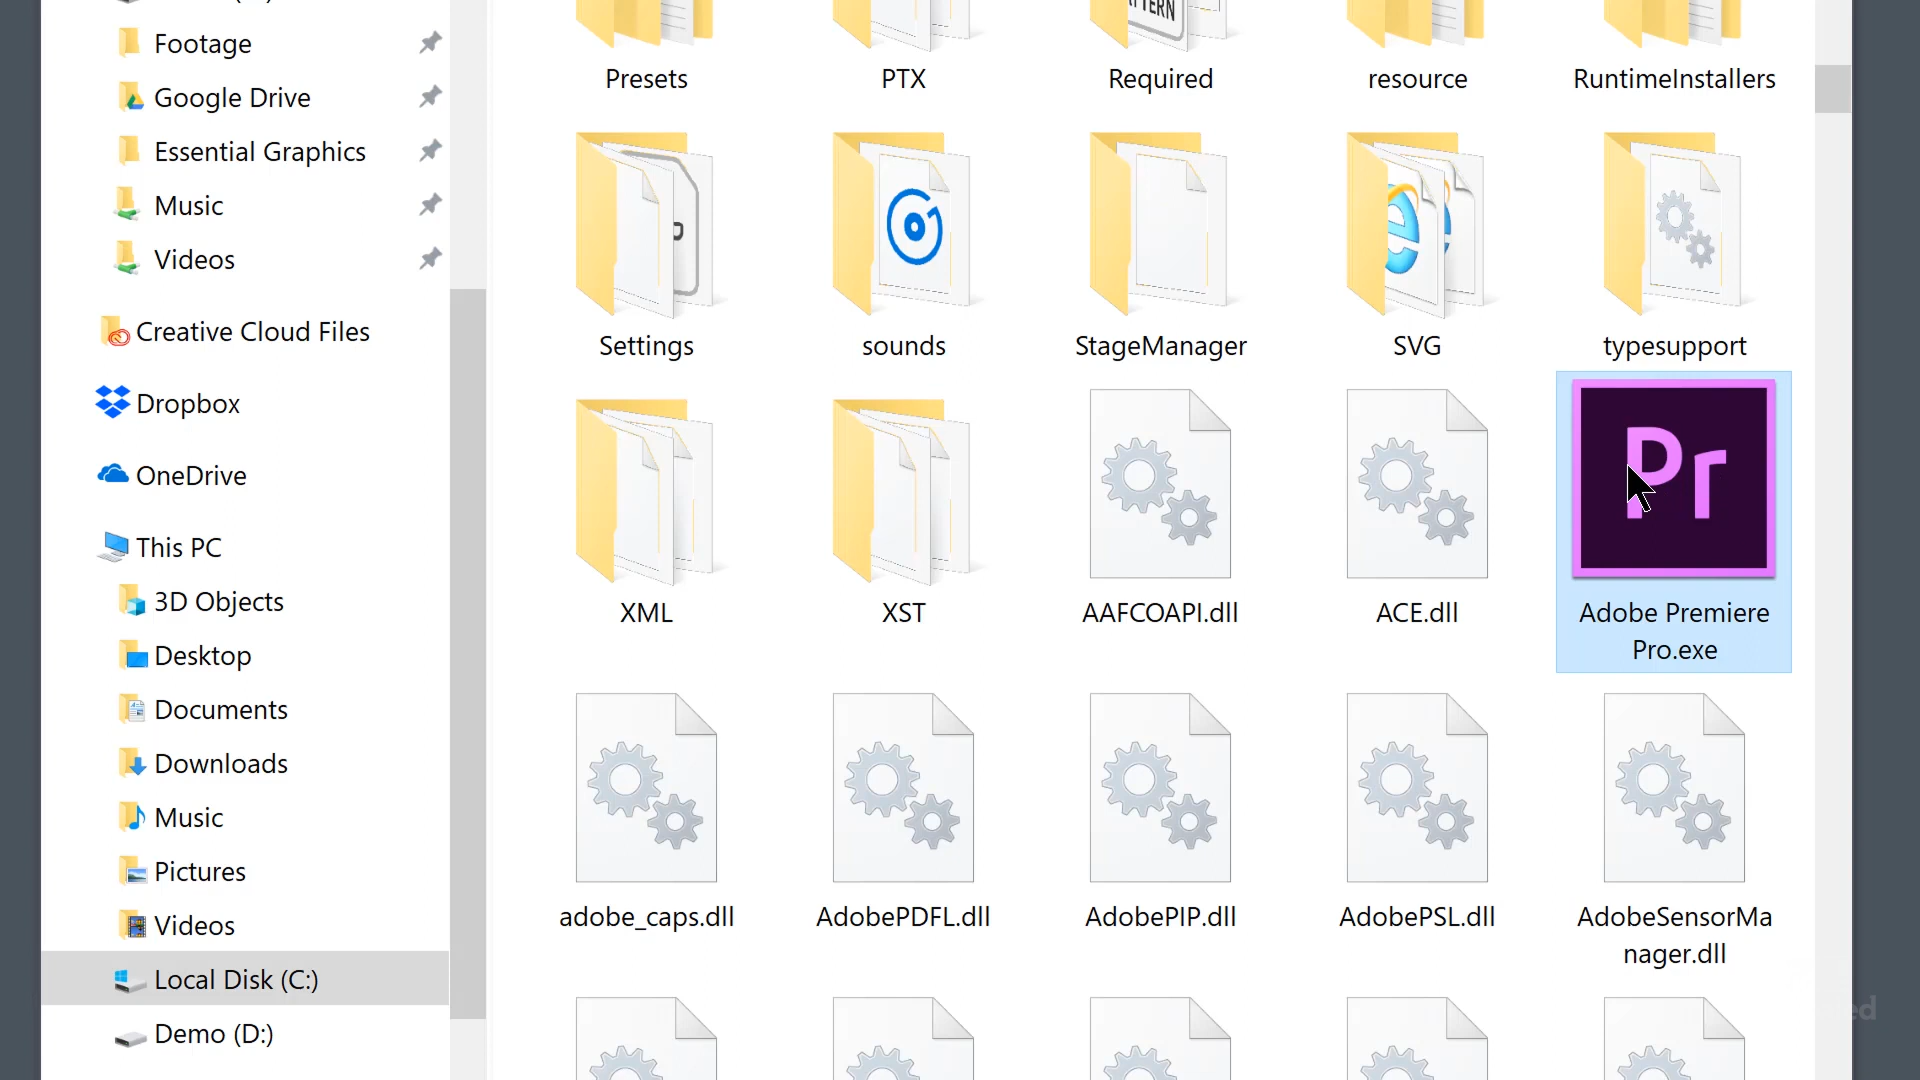 Footage
Google Drive
Essential Graphics
Music
Videos
Creative Cloud Files
Dropbox
OneDrive
This PC
3D Objects
Desktop
Documents
Downloads
Music
Pictures
Videos
Local Disk (C:)
Demo (D:)
Presets
PTX
Required
resource
RuntimeInstallers
Settings
sounds
StageManager
SVG
typesupport
XML
XST
AAFCOAPI.dll
ACE.dll
Pr
Adobe Premiere
Pro.exe
adobe_caps.dll
AdobePDFL.dll
AdobePIP.dll
AdobePSL.dll
AdobeSensorMa
nager.dll